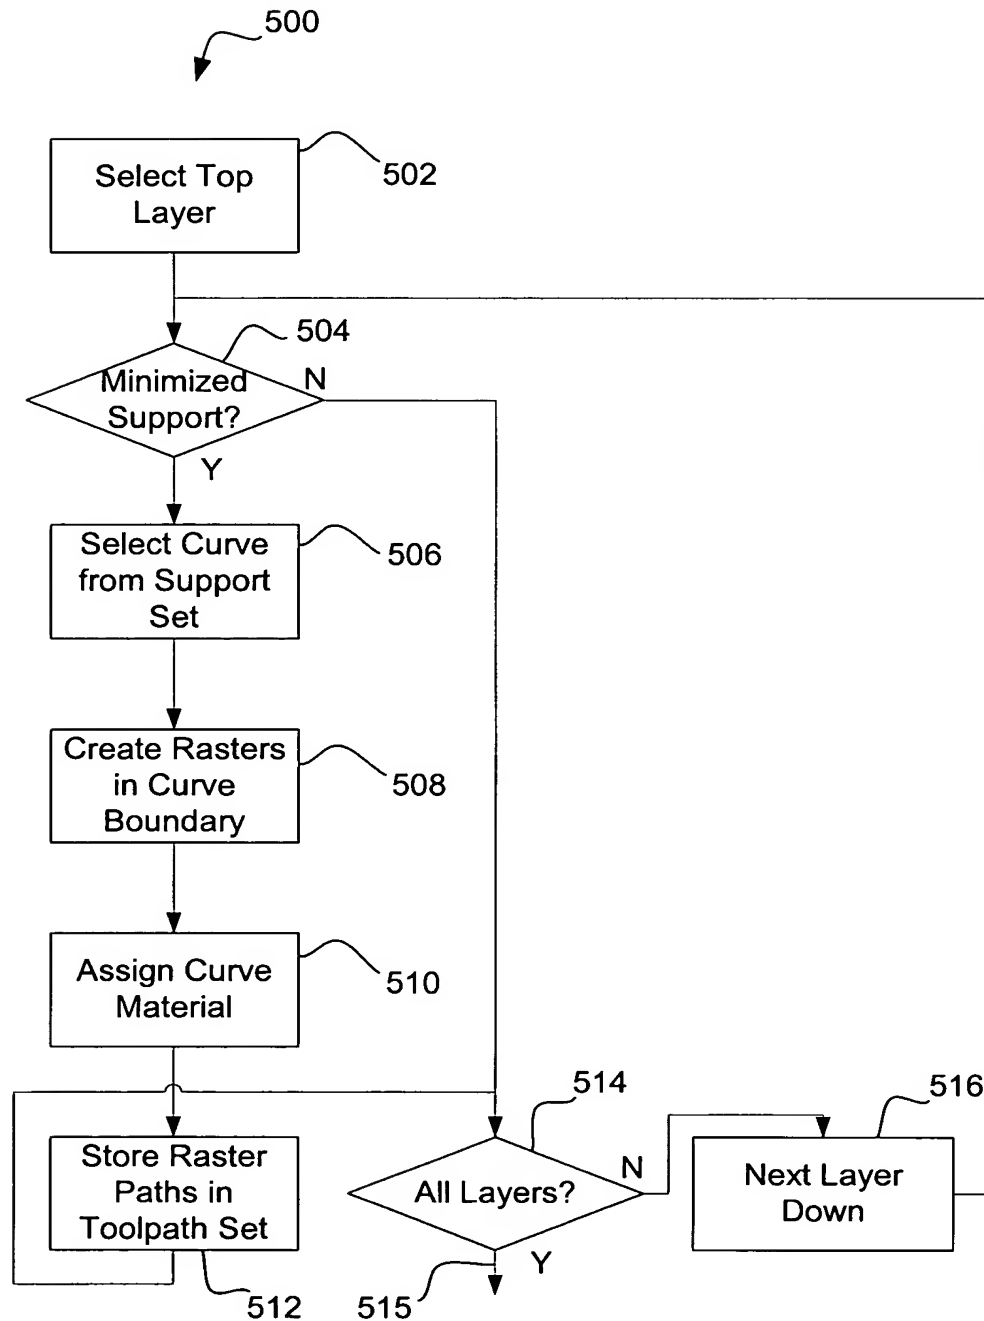 500
Select Top
Layer
502
504
Minimized
Support?
N
Y
Select Curve
from Support
Set
506
Create Rasters
in Curve
Boundary
508
Assign Curve
Material
510
514
516
Store Raster
Paths in
Toolpath Set
All Layers?
N
Next Layer
Down
Y
512
515